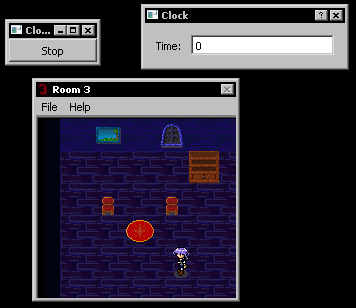 Clo...
Stop
Clock
Time: 0
Room 3
File Help